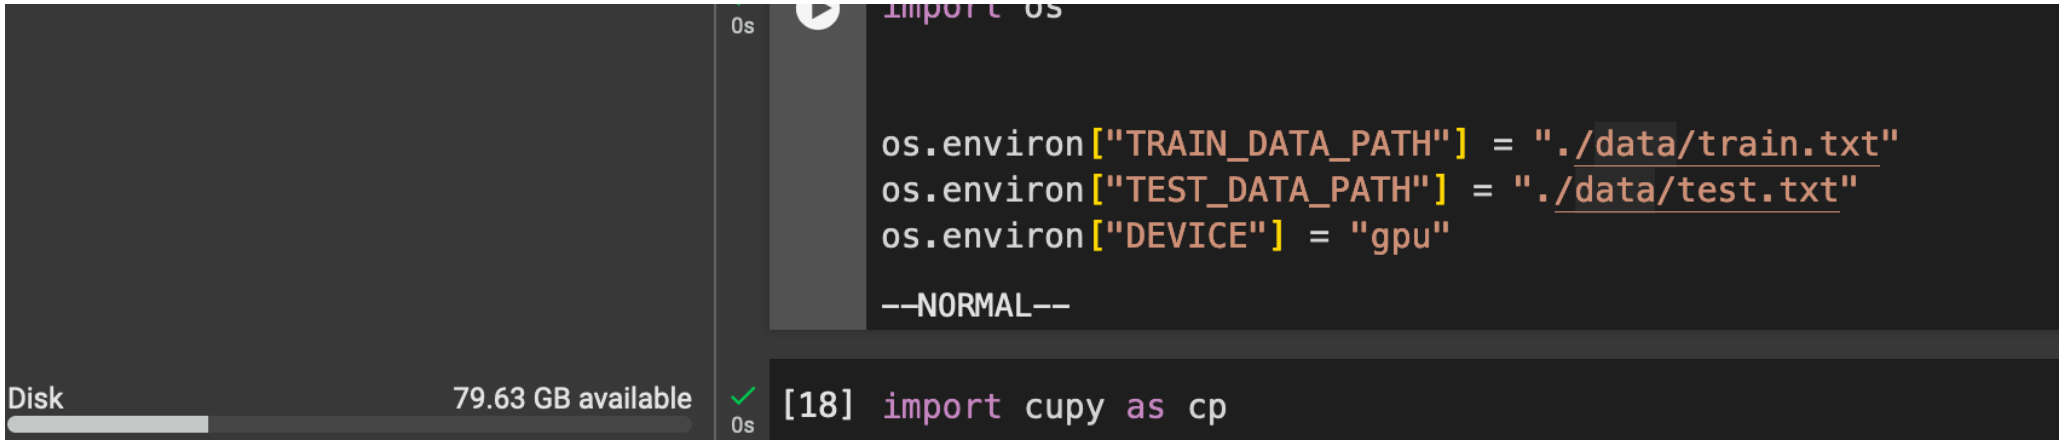 0s
import os
os.environ["TRAIN_DATA_PATH"] = "./data/train.txt"
os.environ["TEST_DATA_PATH"] = "./data/test.txt"
os.environ["DEVICE"] = "gpu"
--NORMAL--
Disk 79.63 GB available
0s
[18] import cupy as cp